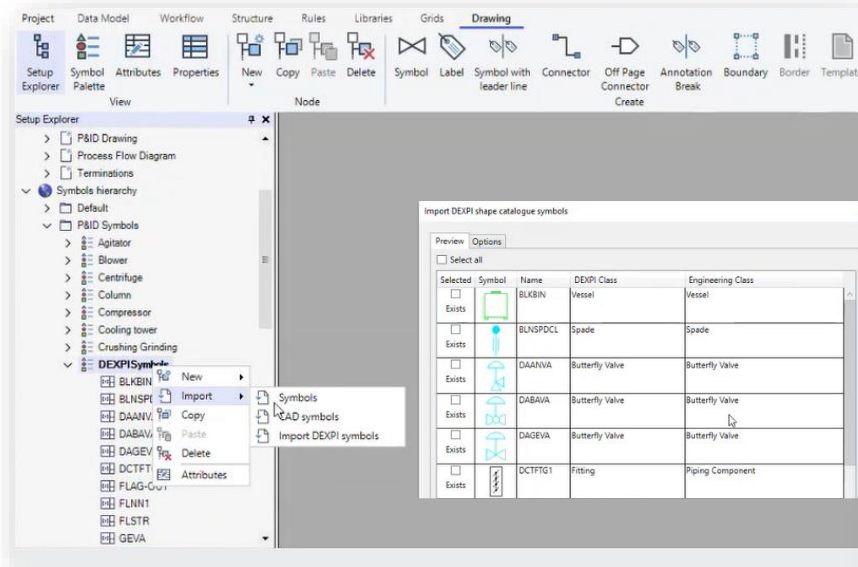 Project Data Model Workflow Structure Rules Libraries Grids Drawing
Setup Explorer
Symbol Palette
Attributes
Properties
View
New
Copy
Paste
Delete
Node
Symbol
Label
Symbol with leader line
Connector
Off Page Connector
Annotation Break
Boundary
Border
Templat
Create
Setup Explorer
P&ID Drawing
Process Flow Diagram
Terminations
Symbols hierarchy
Default
P&ID Symbols
Agitator
Blower
Centrifuge
Column
Compressor
Cooling tower
Crushing Grinding
DEXPISymbols
BLKBIN
BLNSPD
DAANV
DABAV
DAGEV
DCTFT
FLAG-OUT
FLNN1
FLSTR
GEVA
New
Import
Copy
Paste
Delete
Attributes
Symbols
CAD symbols
Import DEXPI symbols
Import DEXPI shape catalogue symbols
Preview Options
Select all
Selected Symbol Name DEXPI Class Engineering Class
Exists BLKBIN Vessel Vessel
Exists BLNSPDCL Spade Spade
Exists DAANVA Butterfly Valve Butterfly Valve
Exists DABAVA Butterfly Valve Butterfly Valve
Exists DAGEVA Butterfly Valve Butterfly Valve
Exists DCTFTG1 Fitting Piping Component